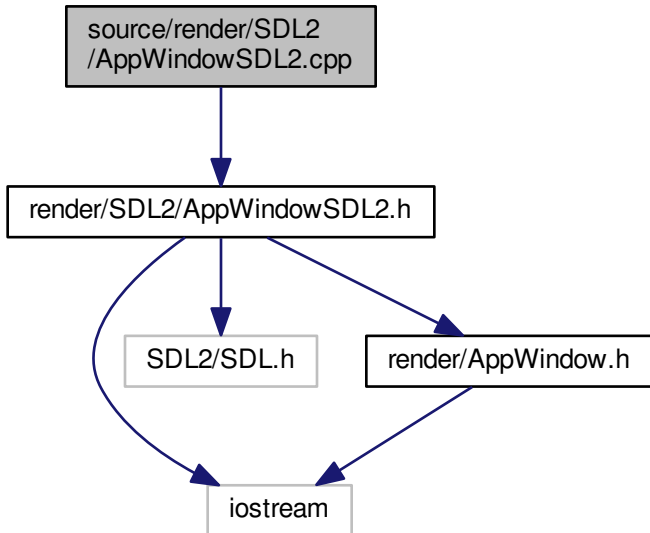 source/render/SDL2
/AppWindowSDL2.cpp
render/SDL2/AppWindowSDL2.h
SDL2/SDL.h
render/AppWindow.h
iostream